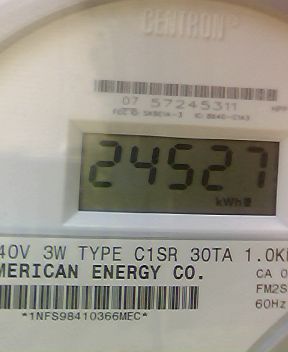 CENTRON
07 57245311
24527
kWh
40V 3W TYPE C1SR 30TA 1.0K
MERICAN ENERGY CO.
CA 0
FM2S
60Hz
*1NFS98410366MEC*